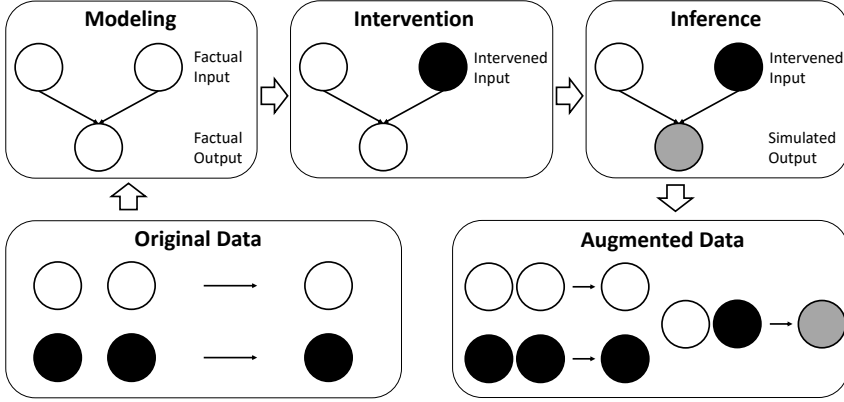 Modeling
Factual
Input
Factual
Output
Intervention
Intervened
Input
Inference
Intervened
Input
Simulated
Output
Original Data
Augmented Data